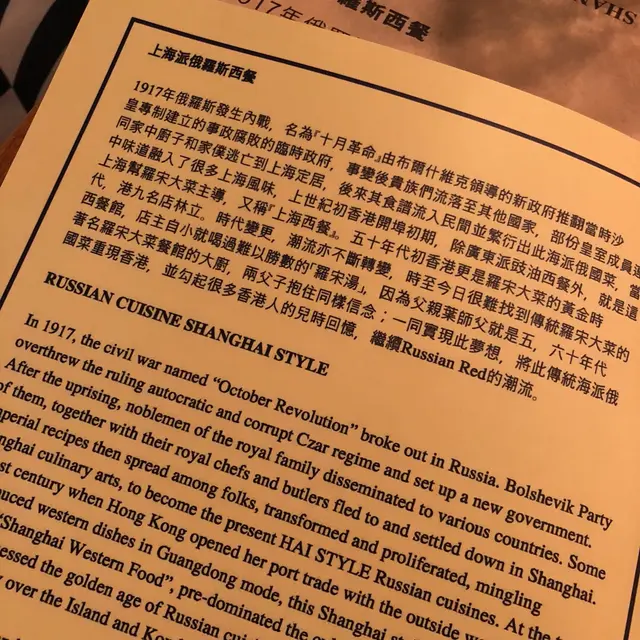 SHAN
羅斯西餐
上海派俄羅斯西餐
1917年俄羅斯發生內戰，名為『十月革命』由布爾什維克領導的新政府推翻當時沙
皇專制建立的事政腐敗的臨時政府，事變後貴族們流落至其他國家，部份皇室成員
同家中廚子和家僕逃亡到上海定居，後來其食譜流入民間並繁行出此海派俄國菜，當
中味道融入了很多上海風味。上世紀初香港開埠初期，除廣東派豉油西餐外，就是這
上海幫羅宋大菜主導，又稱『上海西餐』。五十年代初香港更是羅宋大菜的黃金時
代，港九名店林立。時代變更，潮流亦不斷轉變，時至今日很難找到傳統羅宋大菜的
西餐館，店主自小就喝過難以勝數的「羅宋湯」，因為父親葉師父就是五，六十年代
著名羅宋大菜餐館的大廚，兩父子抱住同樣信念：一同實現此夢想，將此傳統海派俄
國菜重現香港，並勾起很多香港人的兒時回憶，繼續Russian Red的潮流。
RUSSIAN CUISINE SHANGHAI STYLE
In 1917, the civil war named “October Revolution” broke out in Russia. Bolshevik Party
overthrew the ruling autocratic and corrupt Czar regime and set up a new government.
After the uprising, noblemen of the royal family disseminated to various countries. Some
of them, together with their royal chefs and butlers fled to and settled down in Shanghai.
perial recipes then spread among folks, transformed and proliferated, mingling
nghai culinary arts, to become the present HAI STYLE Russian cuisines. At the
st century when Hong Kong opened her port trade with the outside w
uced western dishes in Guangdong mode, this Shanghai st
“Shanghai Western Food”, pre-dominated the
essed the golden age of Russian cui
over the Island and Kow